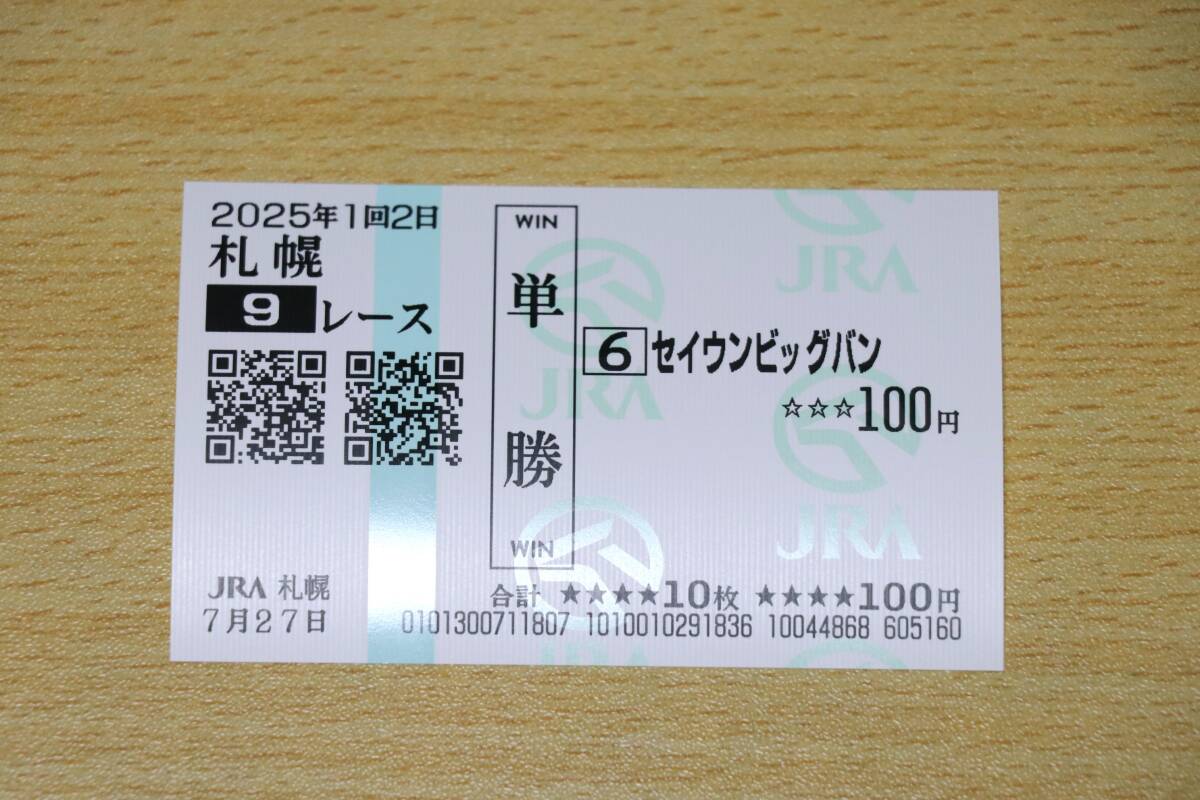 2025年1回2日
札幌
9レース
WIN
単勝
WIN
6 セイウンビッグバン
☆☆☆100円
JRA 札幌
7月27日
合計 ★★★★10枚 ★★★★100円
0101300711807 1010010291836 10044868 605160
JRA
JRA
JRA
JRA
JRA